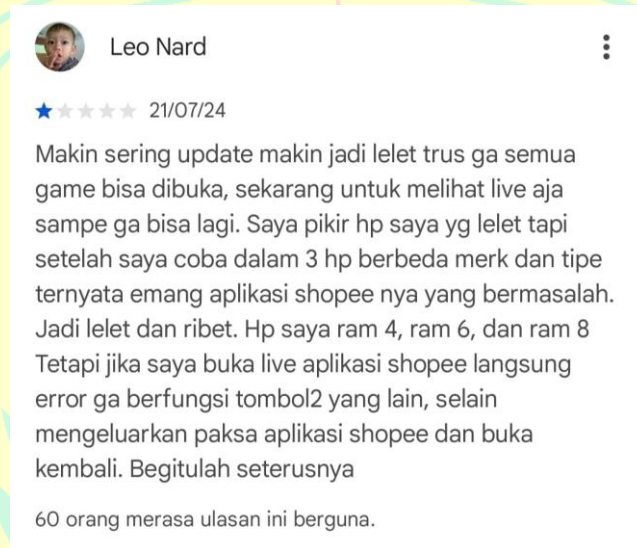 Leo Nard
21/07/24
Makin sering update makin jadi lelet trus ga semua
game bisa dibuka, sekarang untuk melihat live aja
sampe ga bisa lagi. Saya pikir hp saya yg lelet tapi
setelah saya coba dalam 3 hp berbeda merk dan tipe
ternyata emang aplikasi shopee nya yang bermasalah.
Jadi lelet dan ribet. Hp saya ram 4, ram 6, dan ram 8
Tetapi jika saya buka live aplikasi shopee langsung
error ga berfungsi tombol2 yang lain, selain
mengeluarkan paksa aplikasi shopee dan buka
kembali. Begitulah seterusnya
60 orang merasa ulasan ini berguna.